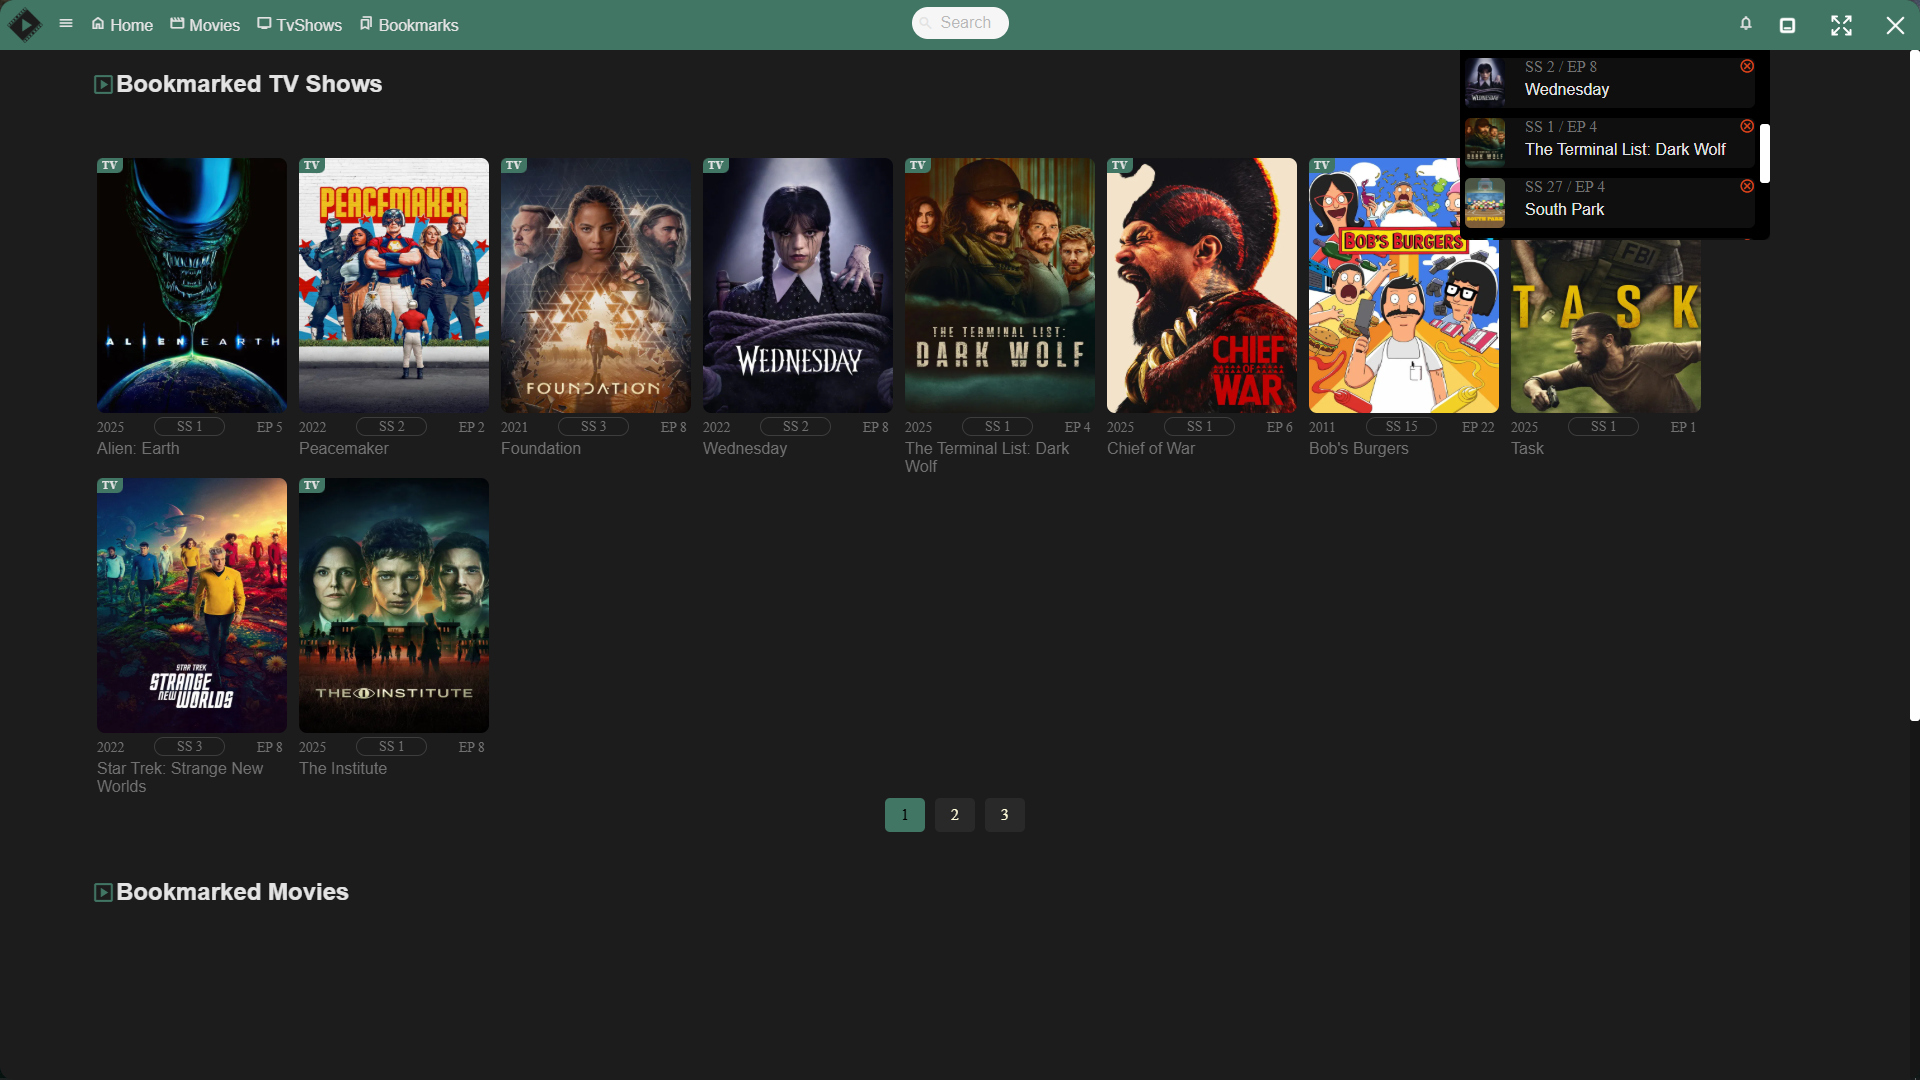 Home
Movies
TvShows
Bookmarks
Search
Bookmarked TV Shows
SS 2 / EP 8
Wednesday
SS 1 / EP 4
The Terminal List: Dark Wolf
SS 27 / EP 4
South Park
TV
ALIEN: EARTH
2025
SS 1
EP 5
Alien: Earth
TV
PEACEMAKER
2022
SS 2
EP 2
Peacemaker
TV
FOUNDATION
2021
SS 3
EP 8
Foundation
TV
WEDNESDAY
2022
SS 2
EP 8
Wednesday
TV
THE TERMINAL LIST:
DARK WOLF
2025
SS 1
EP 4
The Terminal List: Dark
Wolf
TV
CHIEF
OF
WAR
2025
SS 1
EP 6
Chief of War
TV
BOB'S BURGERS
2011
SS 15
EP 22
Bob's Burgers
FBI
TASK
2025
SS 1
EP 1
Task
TV
STAR TREK
STRANGE
NEW WORLDS
2022
SS 3
EP 8
Star Trek: Strange New
Worlds
TV
THE INSTITUTE
2025
SS 1
EP 8
The Institute
1
2
3
Bookmarked Movies